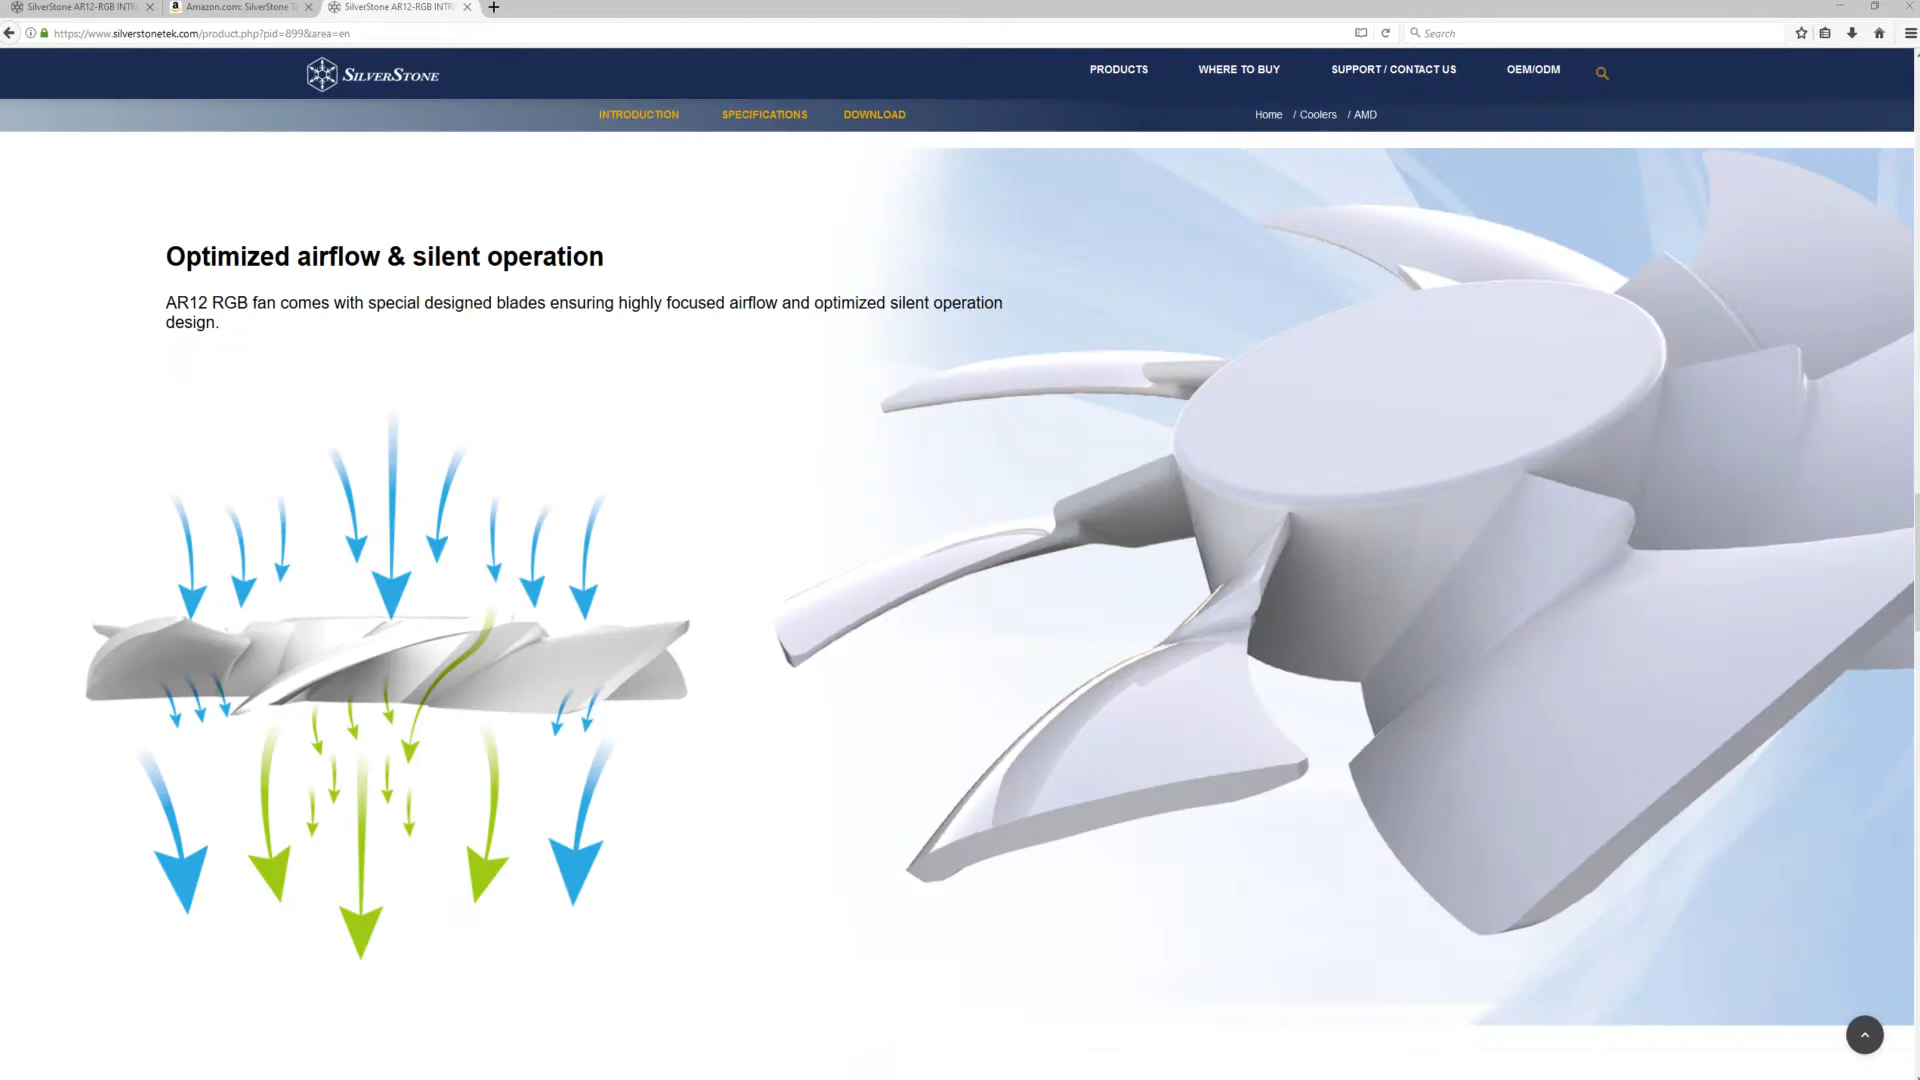 SilverStone AR12-RGB INTR
Amazon.com: SilverStone Te
SilverStone AR12-RGB INTR
https://www.silverstonetek.com/product.php?pid=899&area=en
Search
SILVERSTONE
PRODUCTS
WHERE TO BUY
SUPPORT / CONTACT US
OEM/ODM
INTRODUCTION
SPECIFICATIONS
DOWNLOAD
Home / Coolers / AMD
Optimized airflow & silent operation
AR12 RGB fan comes with special designed blades ensuring highly focused airflow and optimized silent operation
design.